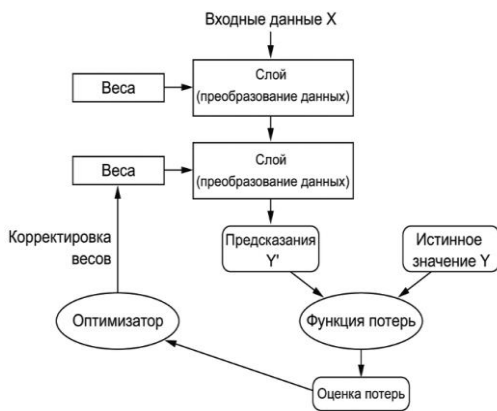 Входные данные X
Слой
(преобразование данных)
Веса
Слой
(преобразование данных)
Веса
Корректировка
весов
Предсказания
Y'
Истинное
значение Y
Оптимизатор
Функция потерь
Оценка потерь